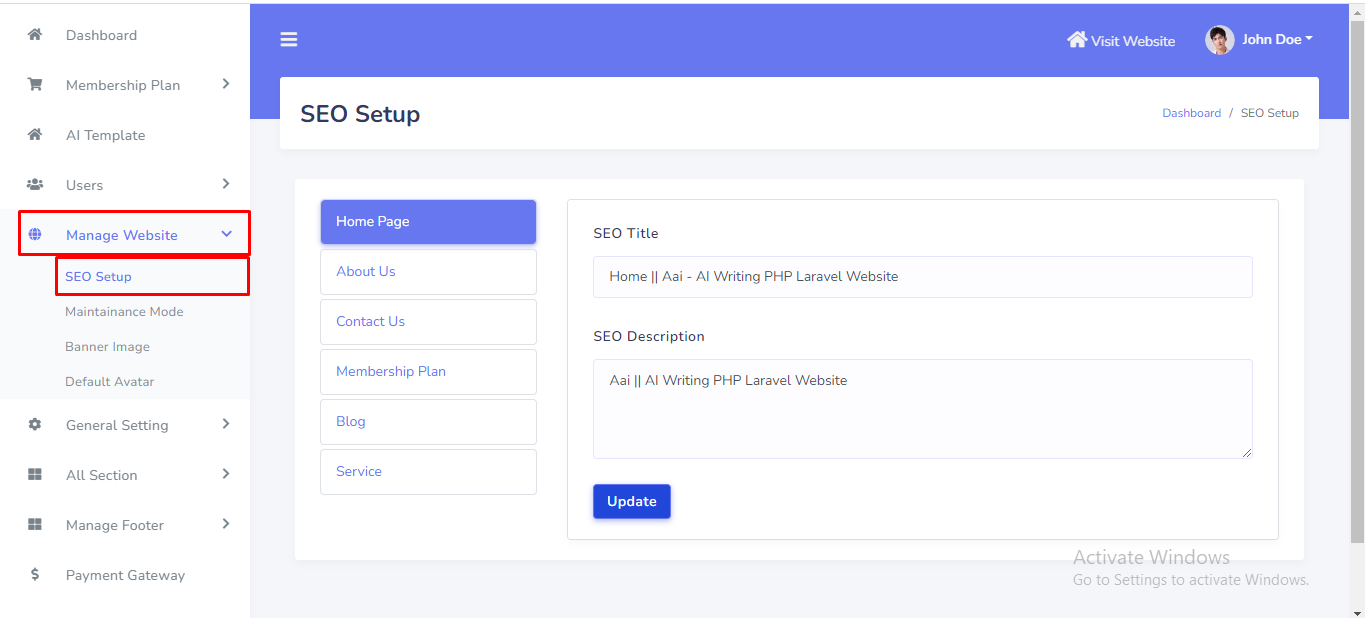 Dashboard
Membership Plan
AI Template
Users
Manage Website
SEO Setup
Maintainance Mode
Banner Image
Default Avatar
General Setting
All Section
Manage Footer
Payment Gateway
Visit Website
John Doe
SEO Setup
Dashboard / SEO Setup
Home Page
About Us
Contact Us
Membership Plan
Blog
Service
SEO Title
Home || Aai - AI Writing PHP Laravel Website
SEO Description
Aai || AI Writing PHP Laravel Website
Update
Activate Windows
Go to Settings to activate Windows.